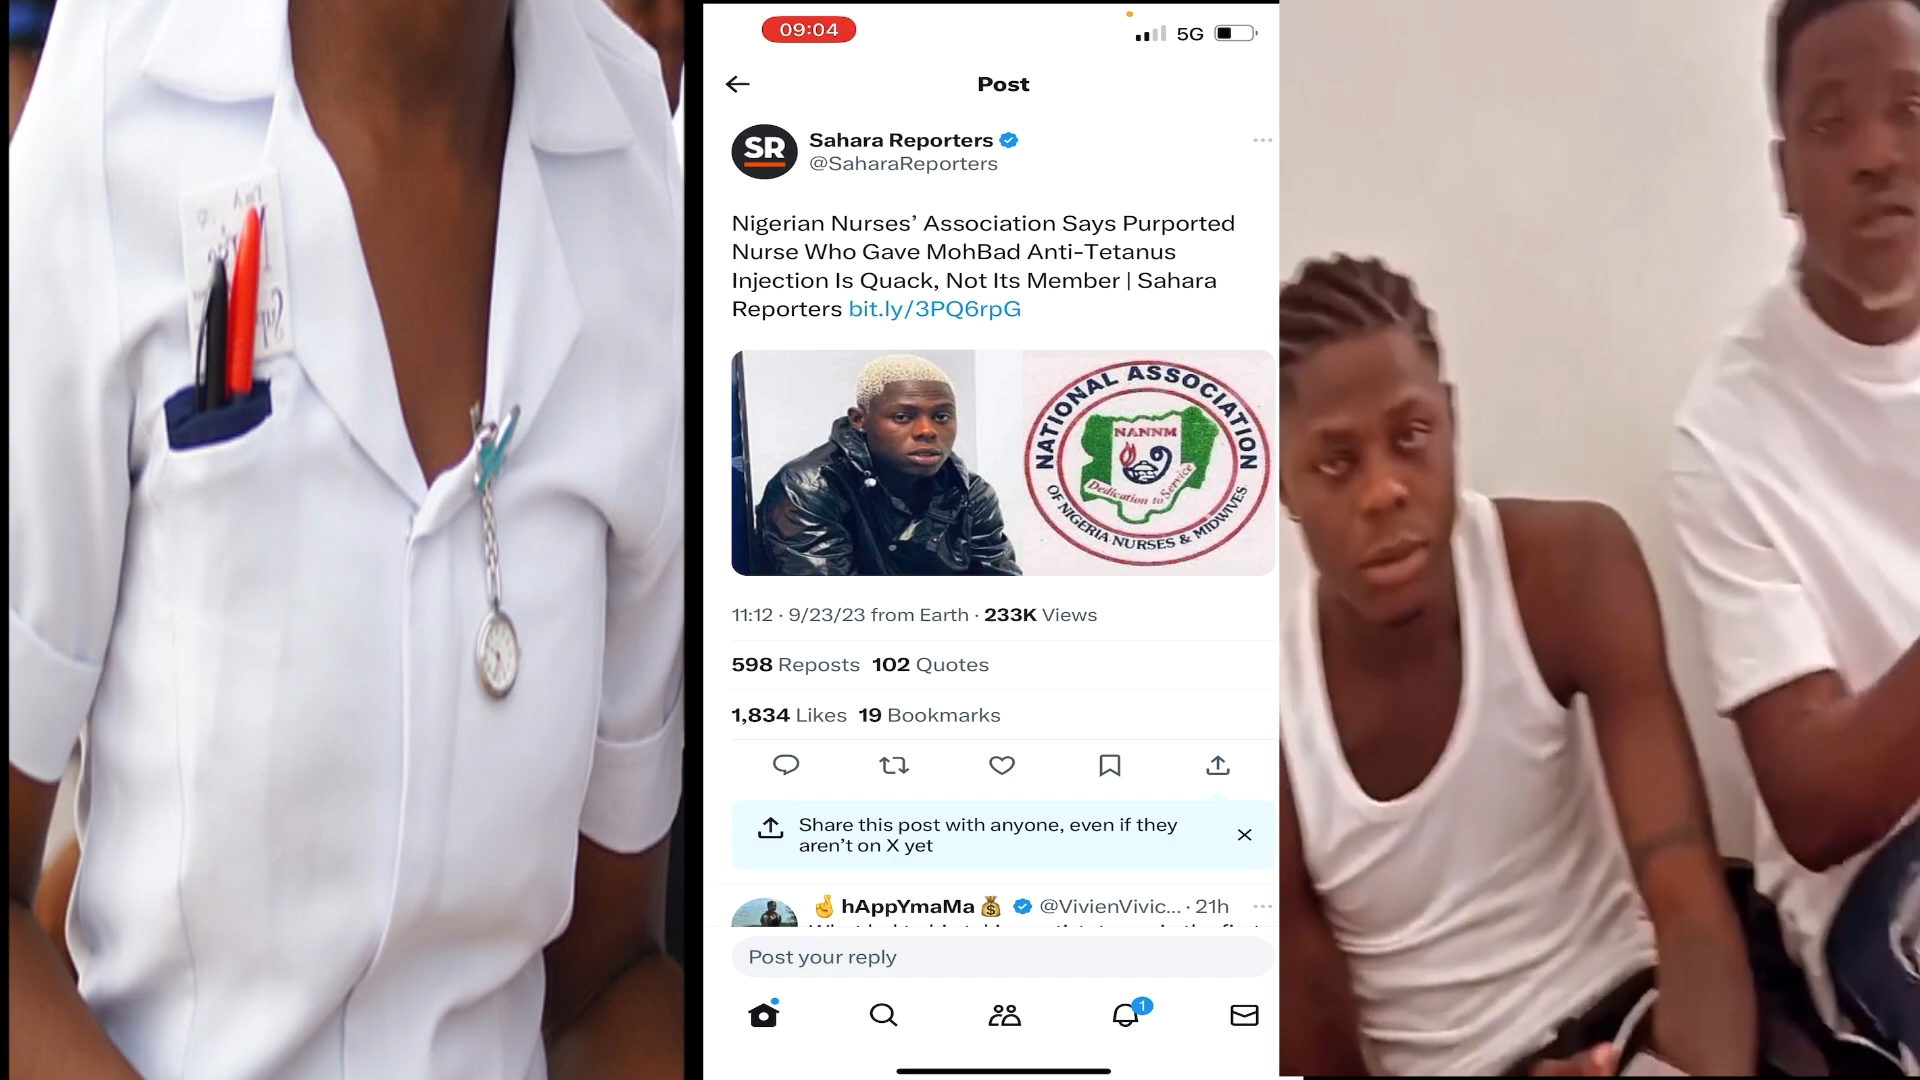 09:04
5G
Post
SR
Sahara Reporters
@SaharaReporters
Nigerian Nurses’ Association Says Purported
Nurse Who Gave MohBad Anti-Tetanus
Injection Is Quack, Not Its Member | Sahara
Reporters bit.ly/3PQ6rpG
NATIONAL ASSOCIATION
OF NIGERIA NURSES & MIDWIVES
NANNM
Dedication to Service
11:12 · 9/23/23 from Earth · 233K Views
598 Reposts 102 Quotes
1,834 Likes 19 Bookmarks
Share this post with anyone, even if they
aren’t on X yet
🤞 hAppYmaMa 💰 @VivienVivic... · 21h
Post your reply
1